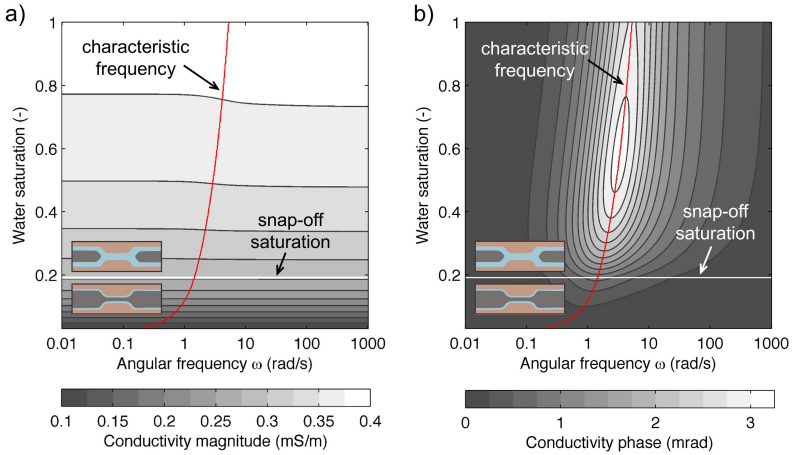 a)
1
0.8
0.6
0.4
0.2
Water saturation (-)
characteristic
frequency
snap-off
saturation
0.01
0.1
1
10
100
1000
Angular frequency ω (rad/s)
0.1
0.15
0.2
0.25
0.3
0.35
0.4
Conductivity magnitude (mS/m)
b)
1
0.8
0.6
0.4
0.2
Water saturation (-)
characteristic
frequency
snap-off
saturation
0.01
0.1
1
10
100
1000
Angular frequency ω (rad/s)
0
1
2
3
Conductivity phase (mrad)